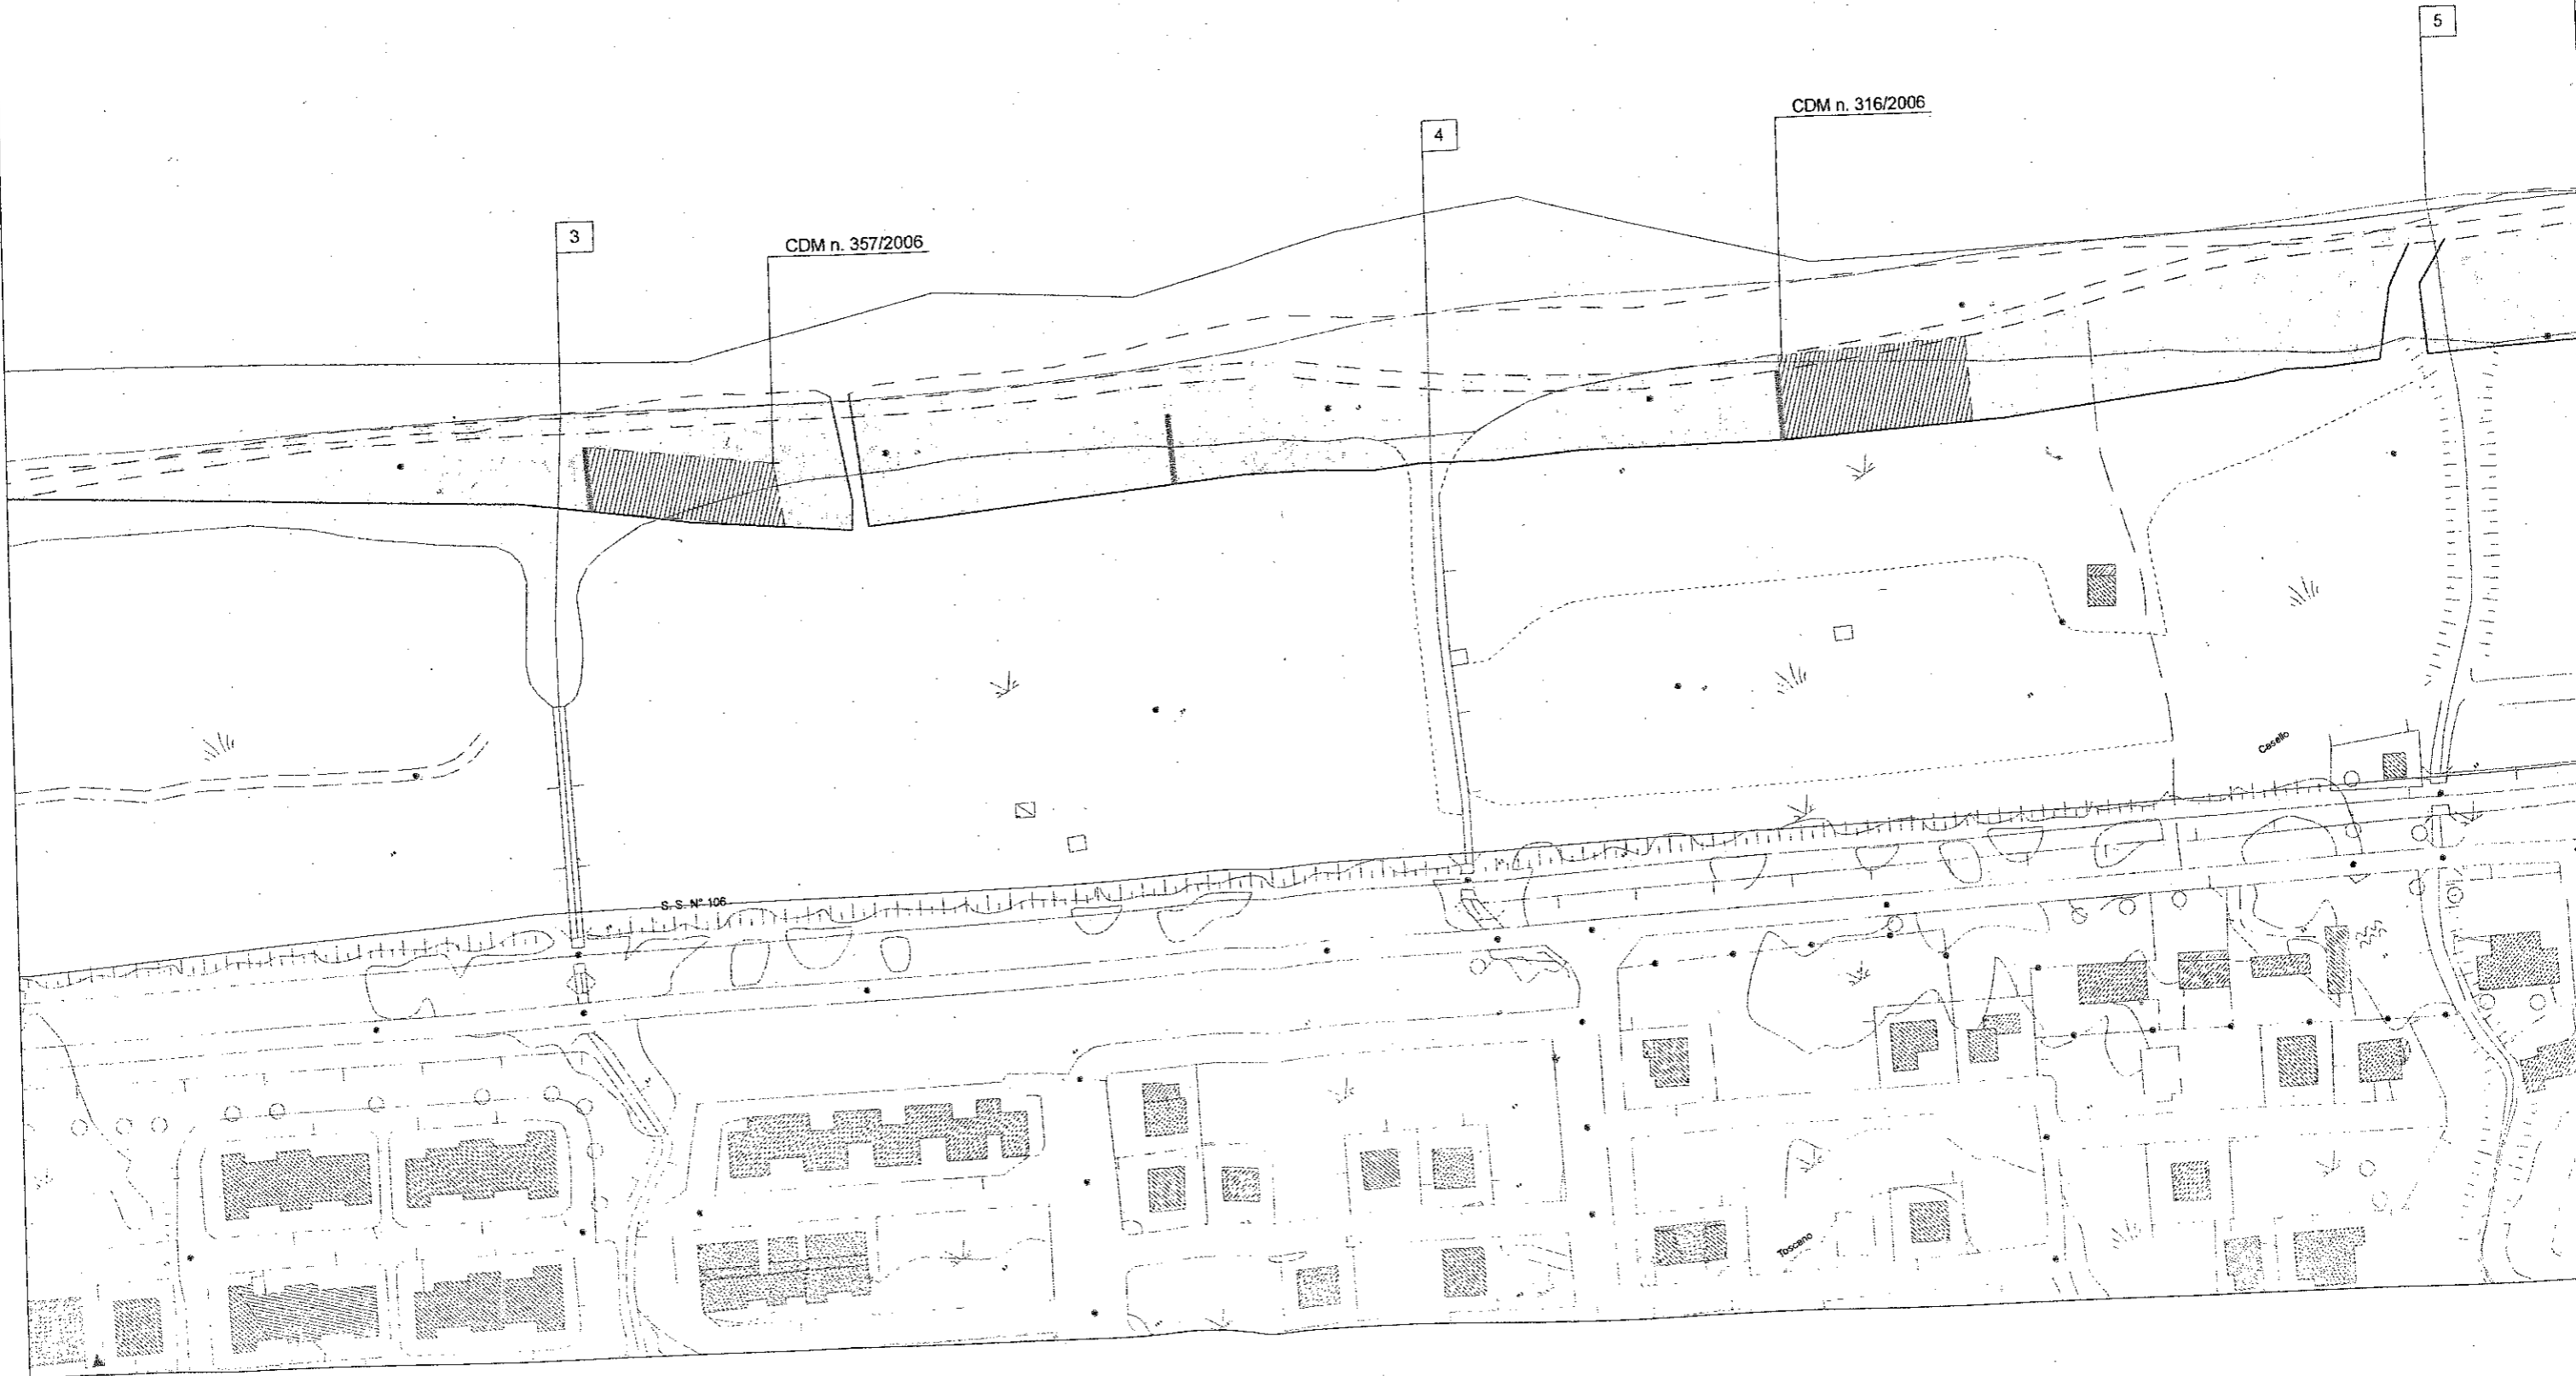 5
CDM n. 316/2006
4
3
CDM n. 357/2006
Casello
S. S. N° 106
Toscano